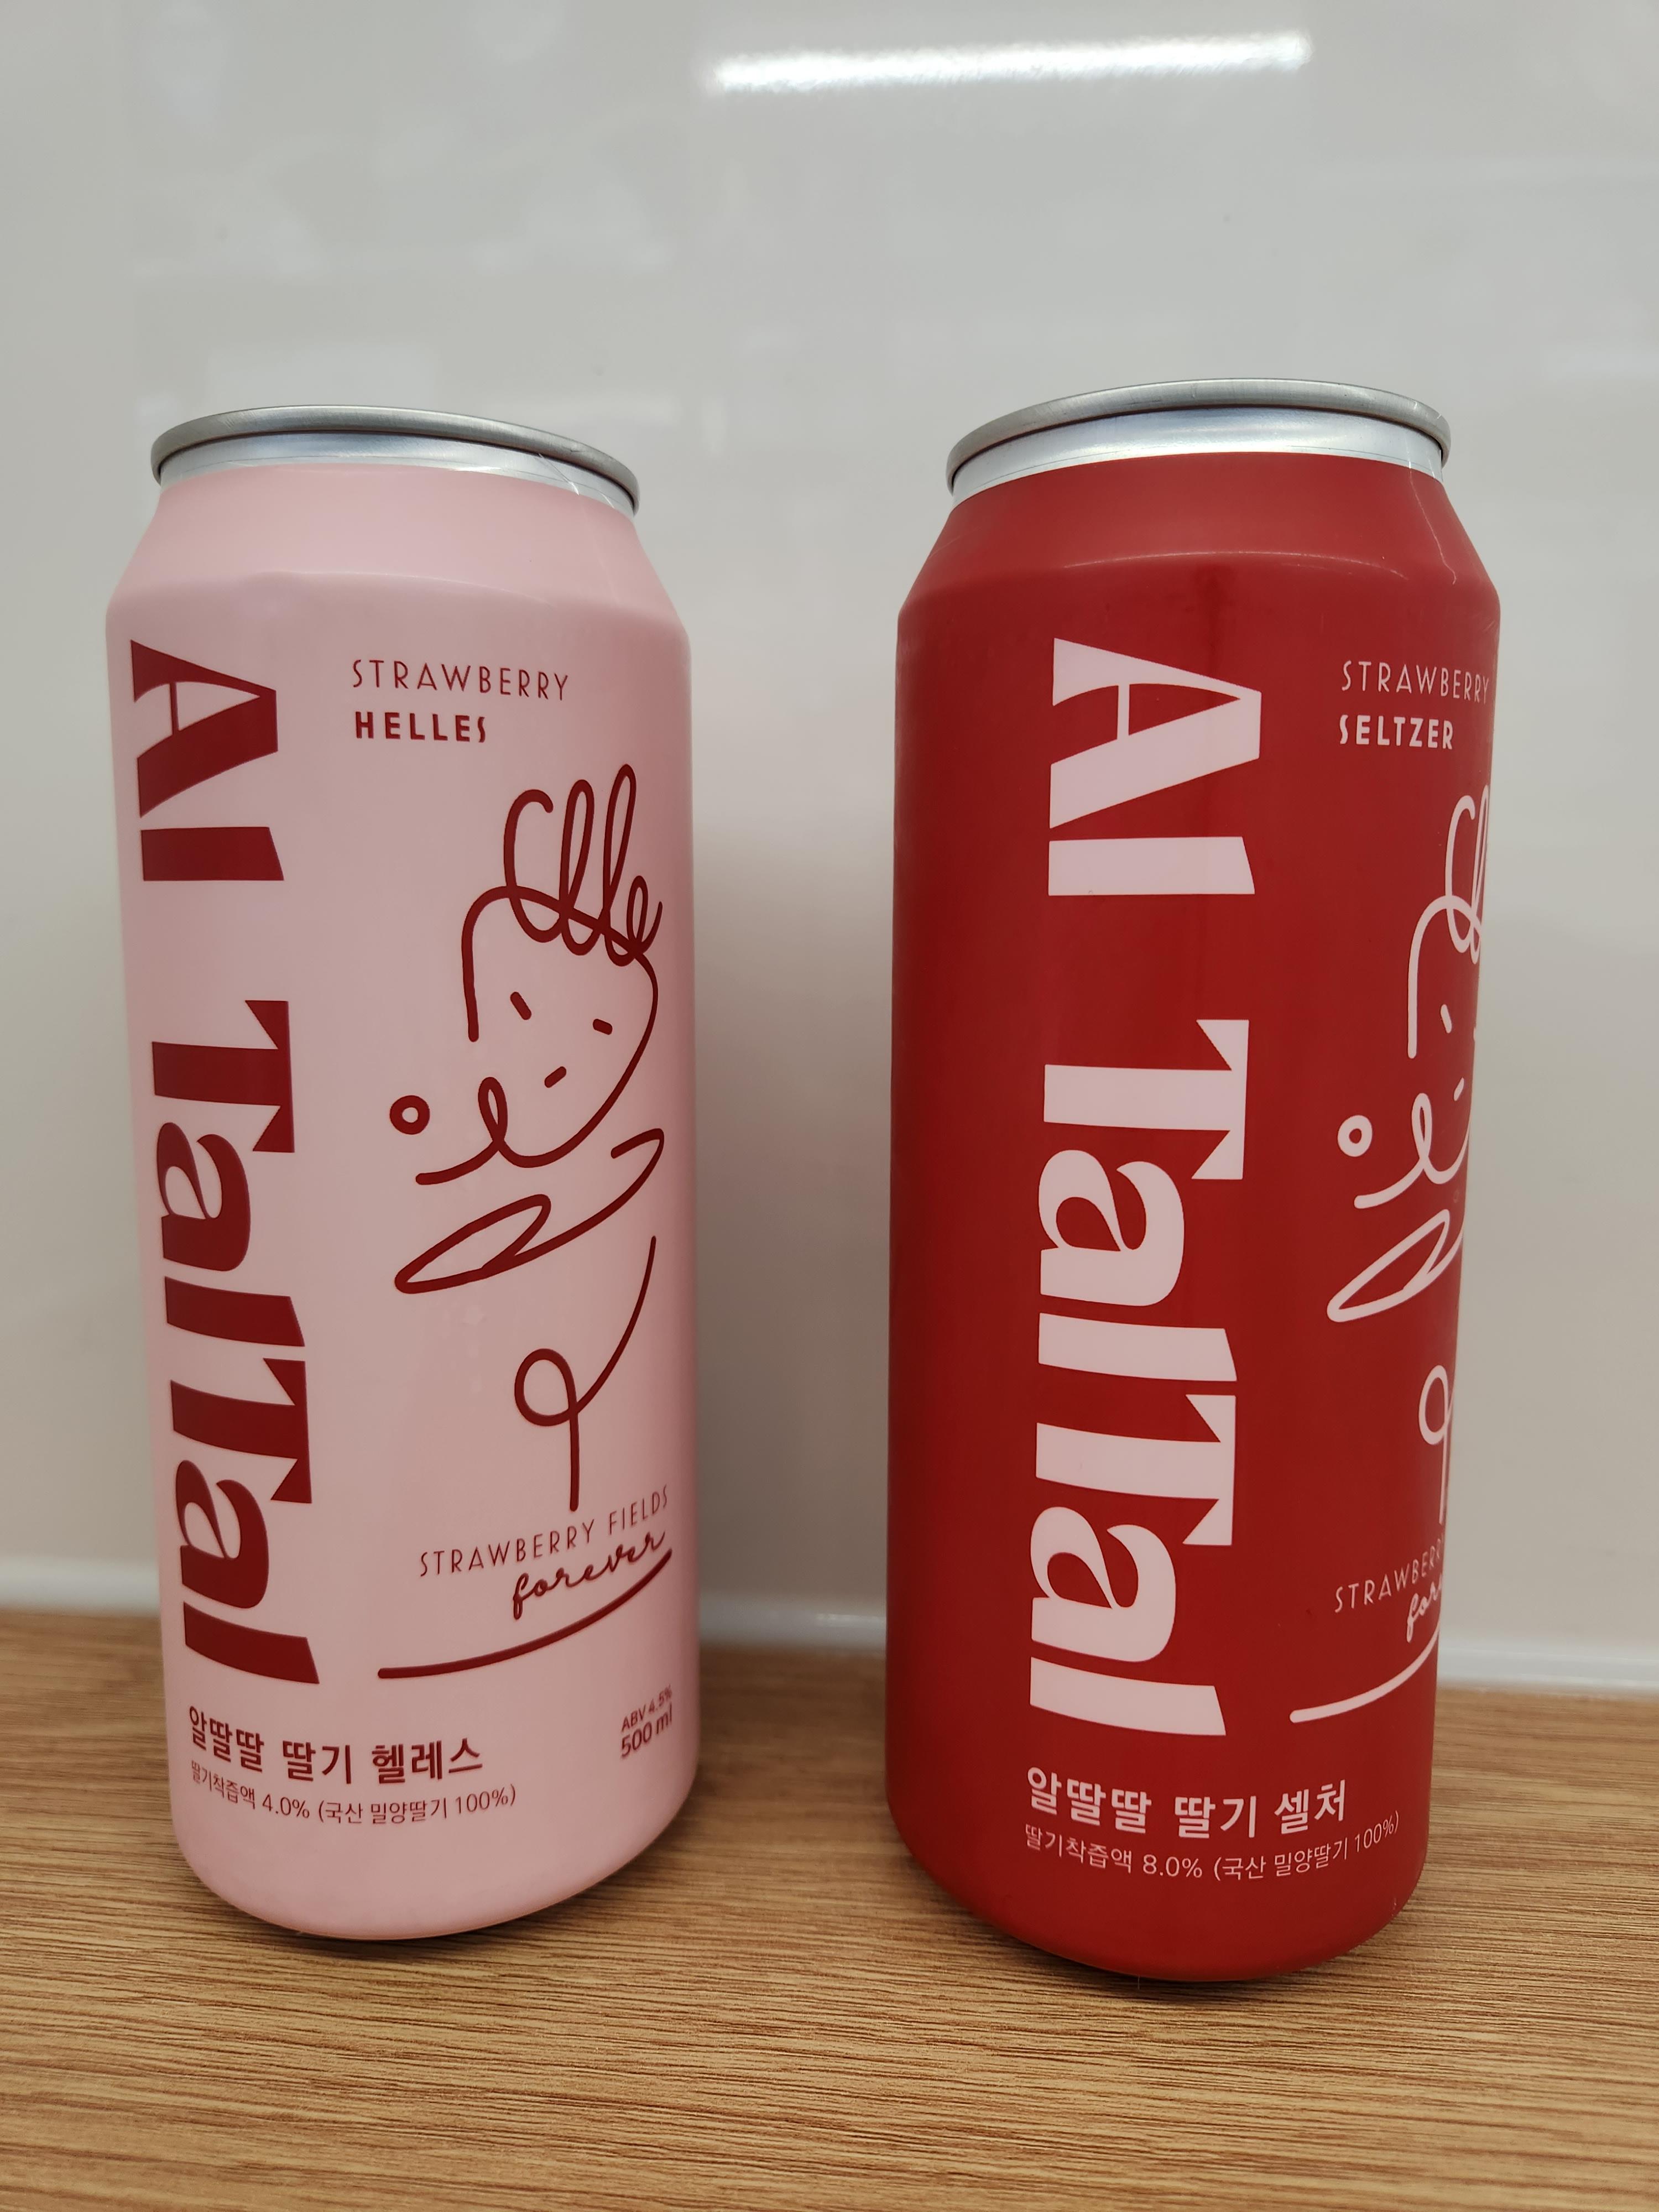 Al TalTal
STRAWBERRY
HELLES
STRAWBERRY FIELDS
forever
ABV 4.5%
500 ml
알딸딸 딸기 헬레스
딸기착즙액 4.0% (국산 밀양딸기 100%)
Al TalTal
STRAWBERRY
SELTZER
STRAWBERRY
알딸딸 딸기 셀처
딸기착즙액 8.0% (국산 밀양딸기 100%)